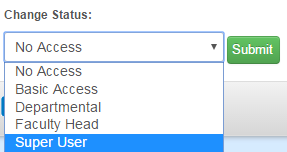 Change Status:
No Access
Submit
No Access
Basic Access
Departmental
Faculty Head
Super User